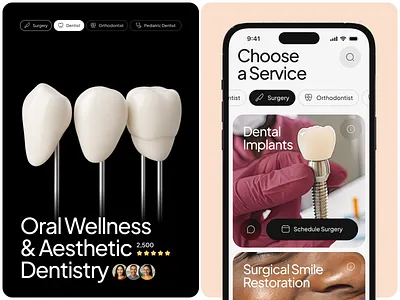 Surgery
Dentist
Orthodontist
Pediatric Dentist
Oral Wellness
& Aesthetic
Dentistry
2,500
9:41
Choose
a Service
ntist
Surgery
Orthodontist
Dental
Implants
Schedule Surgery
Surgical Smile
Restoration